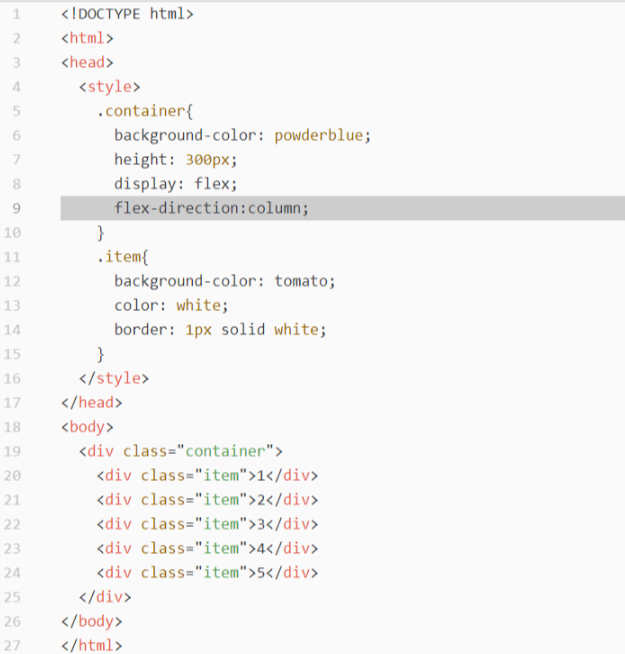 1 <!DOCTYPE html>
2 <html>
3 <head>
4 <style>
5 .container{
6 background-color: powderblue;
7 height: 300px;
8 display: flex;
9 flex-direction:column;
10 }
11 .item{
12 background-color: tomato;
13 color: white;
14 border: 1px solid white;
15 }
16 </style>
17 </head>
18 <body>
19 <div class="container">
20 <div class="item">1</div>
21 <div class="item">2</div>
22 <div class="item">3</div>
23 <div class="item">4</div>
24 <div class="item">5</div>
25 </div>
26 </body>
27 </html>